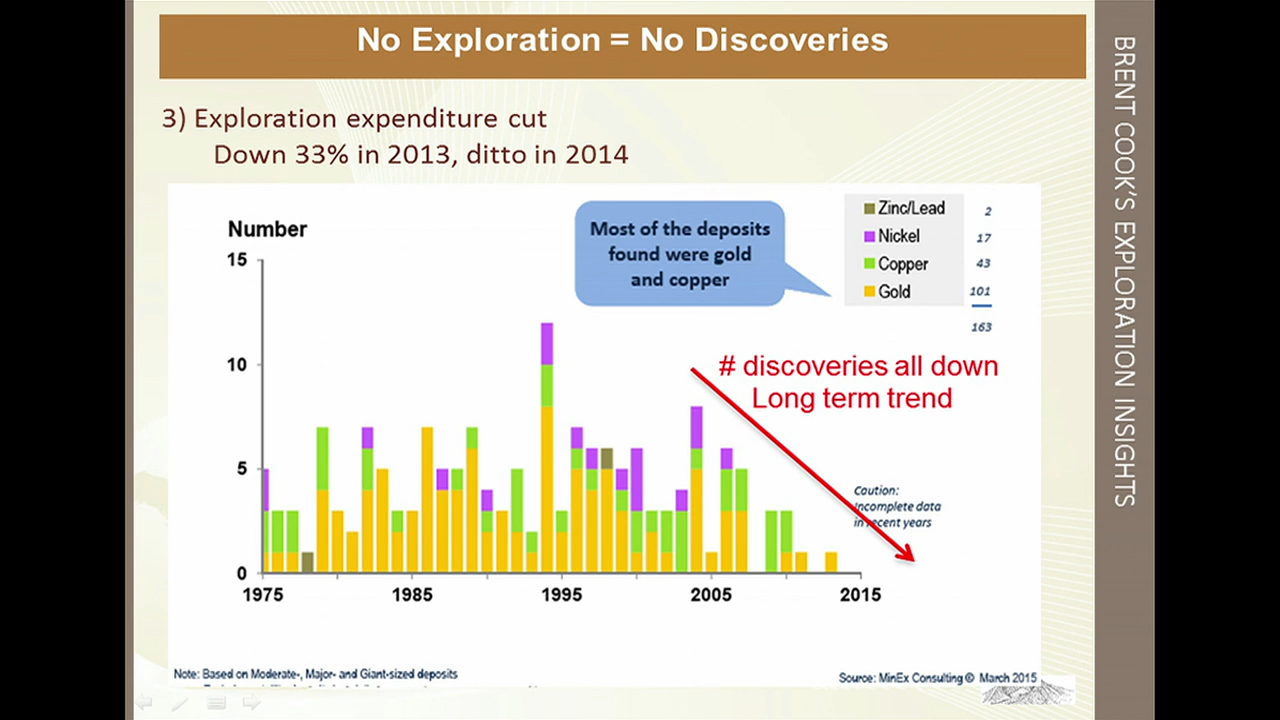 No Exploration = No Discoveries
3) Exploration expenditure cut
Down 33% in 2013, ditto in 2014
Number
15
10
5
0
1975
1985
1995
2005
2015
Most of the deposits
found were gold
and copper
Zinc/Lead 2
Nickel 17
Copper 43
Gold 101
163
# discoveries all down
Long term trend
Caution:
Incomplete data
in recent years
Note: Based on Moderate-, Major- and Giant-sized deposits
Source: MinEx Consulting © March 2015
BRENT COOK'S EXPLORATION INSIGHTS